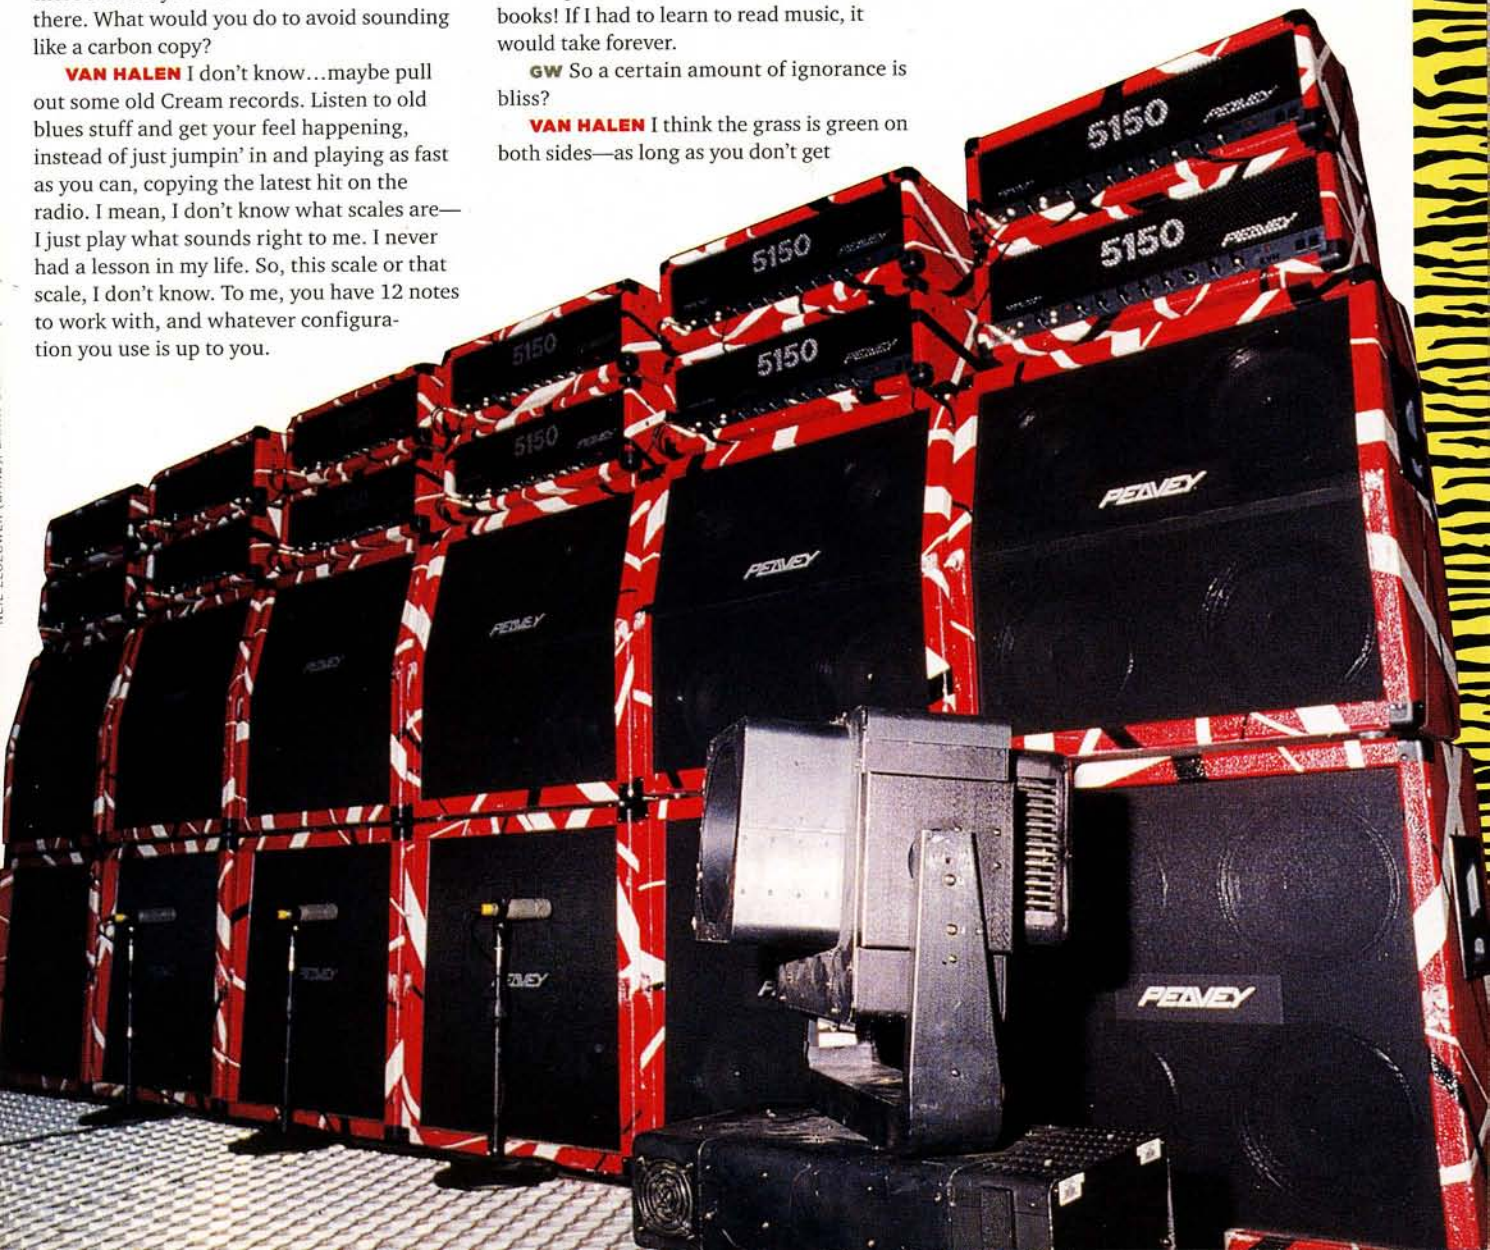 there. What would you do to avoid sounding
like a carbon copy?
VAN HALEN I don't know…maybe pull
out some old Cream records. Listen to old
blues stuff and get your feel happening,
instead of just jumpin' in and playing as fast
as you can, copying the latest hit on the
radio. I mean, I don't know what scales are—
I just play what sounds right to me. I never
had a lesson in my life. So, this scale or that
scale, I don't know. To me, you have 12 notes
to work with, and whatever configura-
tion you use is up to you.
books! If I had to learn to read music, it
would take forever.
GW So a certain amount of ignorance is
bliss?
VAN HALEN I think the grass is green on
both sides—as long as you don't get
5150 PEAVEY
5150 PEAVEY
5150 PEAVEY
5150 PEAVEY
5150
5150 PEAVEY
PEAVEY
PEAVEY
PEAVEY
PEAVEY
PEAVEY
PEAVEY
PEAVEY